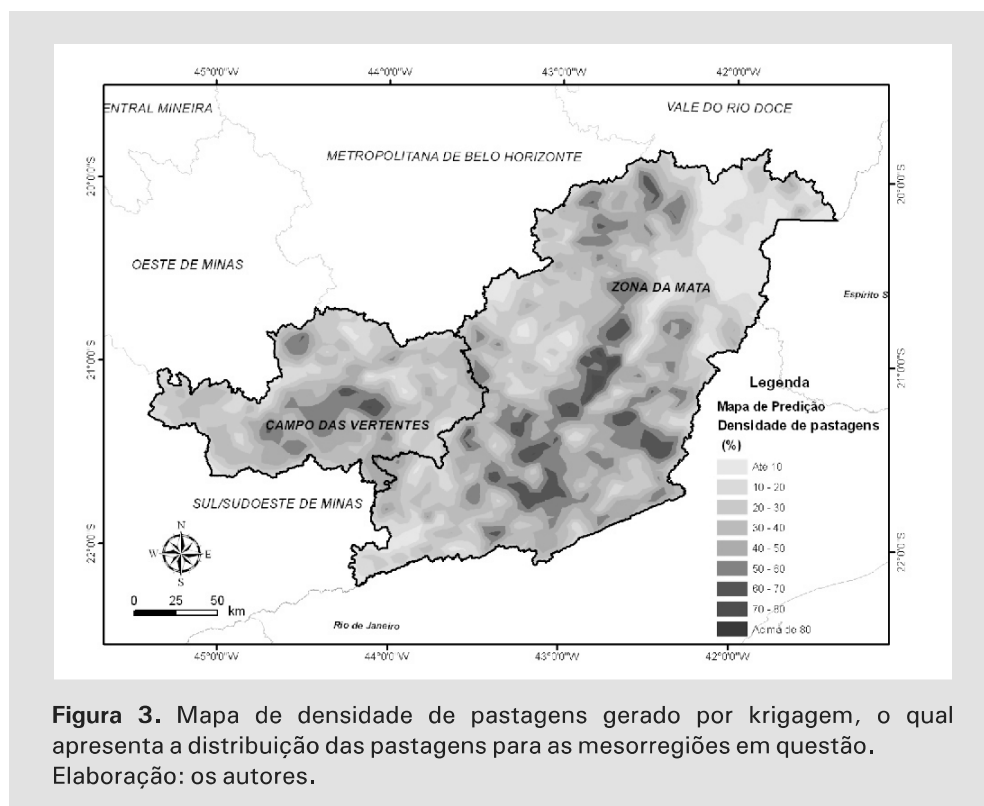 45°0'0"W 44°0'0"W 43°0'0"W 42°0'0"W
ENTRAL MINEIRA
VALE DO RIO DOCE
METROPOLITANA DE BELO HORIZONTE
20°0'0"S
20°0'0"S
OESTE DE MINAS
ZONA DA MATA
Espírito S
21°0'0"S
21°0'0"S
CAMPO DAS VERTENTES
SUL/SUDOESTE DE MINAS
22°0'0"S
22°0'0"S
N
W E
S
0 25 50
km
Rio de Janeiro
Legenda
Mapa de Predição
Densidade de pastagens
(%)
Até 10
10 - 20
20 - 30
30 - 40
40 - 50
50 - 60
60 - 70
70 - 80
Acima de 80
45°0'0"W 44°0'0"W 43°0'0"W 42°0'0"W
Figura 3. Mapa de densidade de pastagens gerado por krigagem, o qual
apresenta a distribuição das pastagens para as mesorregiões em questão.
Elaboração: os autores.